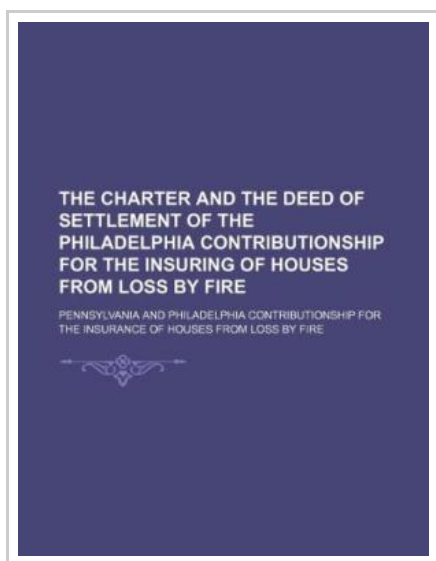 THE CHARTER AND THE DEED OF
SETTLEMENT OF THE
PHILADELPHIA CONTRIBUTIONSHIP
FOR THE INSURING OF HOUSES
FROM LOSS BY FIRE
PENNSYLVANIA AND PHILADELPHIA CONTRIBUTIONSHIP FOR
THE INSURANCE OF HOUSES FROM LOSS BY FIRE